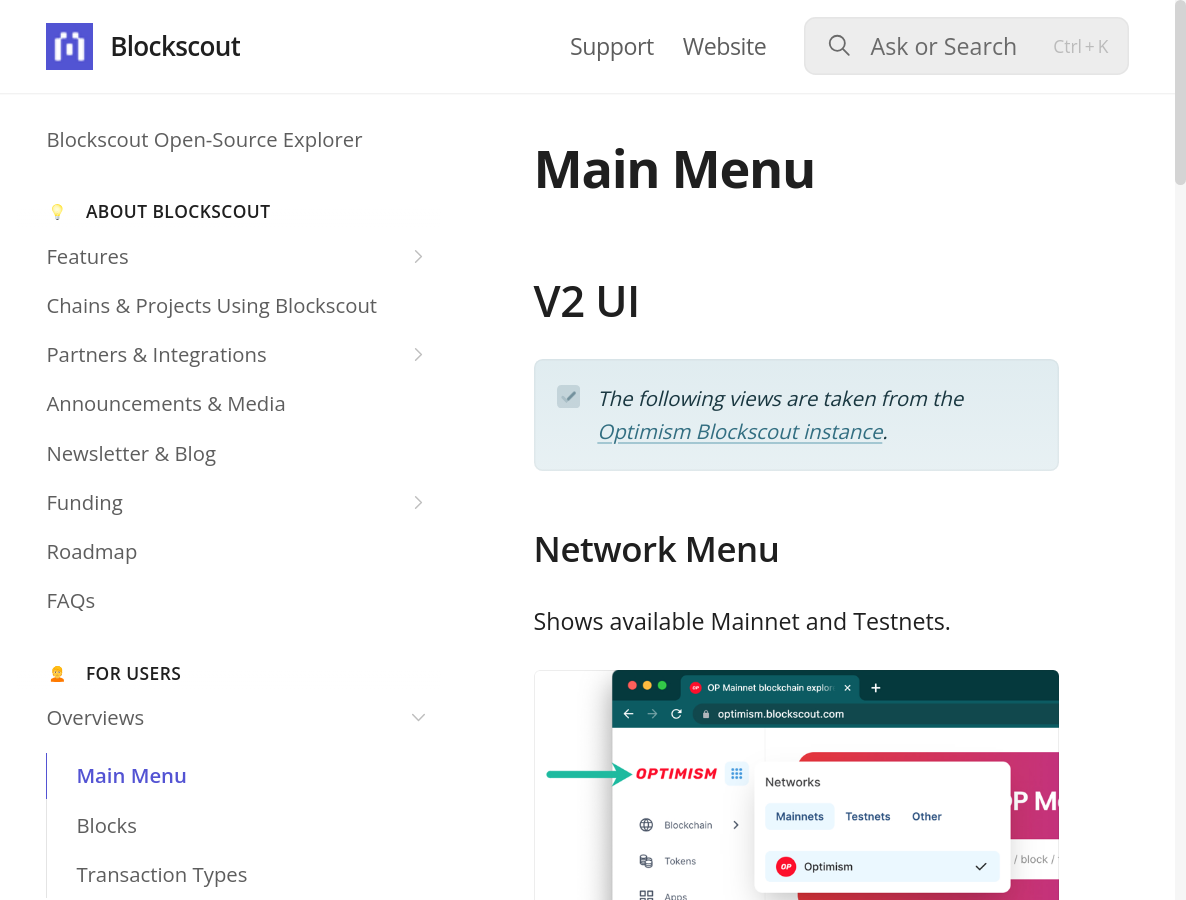 Blockscout
Support
Website
Ask or Search
Ctrl + K
Blockscout Open-Source Explorer
ABOUT BLOCKSCOUT
Features
Chains & Projects Using Blockscout
Partners & Integrations
Announcements & Media
Newsletter & Blog
Funding
Roadmap
FAQs
FOR USERS
Overviews
Main Menu
Blocks
Transaction Types
Main Menu
V2 UI
The following views are taken from the
Optimism Blockscout instance.
Network Menu
Shows available Mainnet and Testnets.
OP Mainnet blockchain explor
optimism.blockscout.com
OPTIMISM
Networks
Mainnets
Testnets
Other
OP Optimism
Blockchain
Tokens
Apps
OP M
/ block /